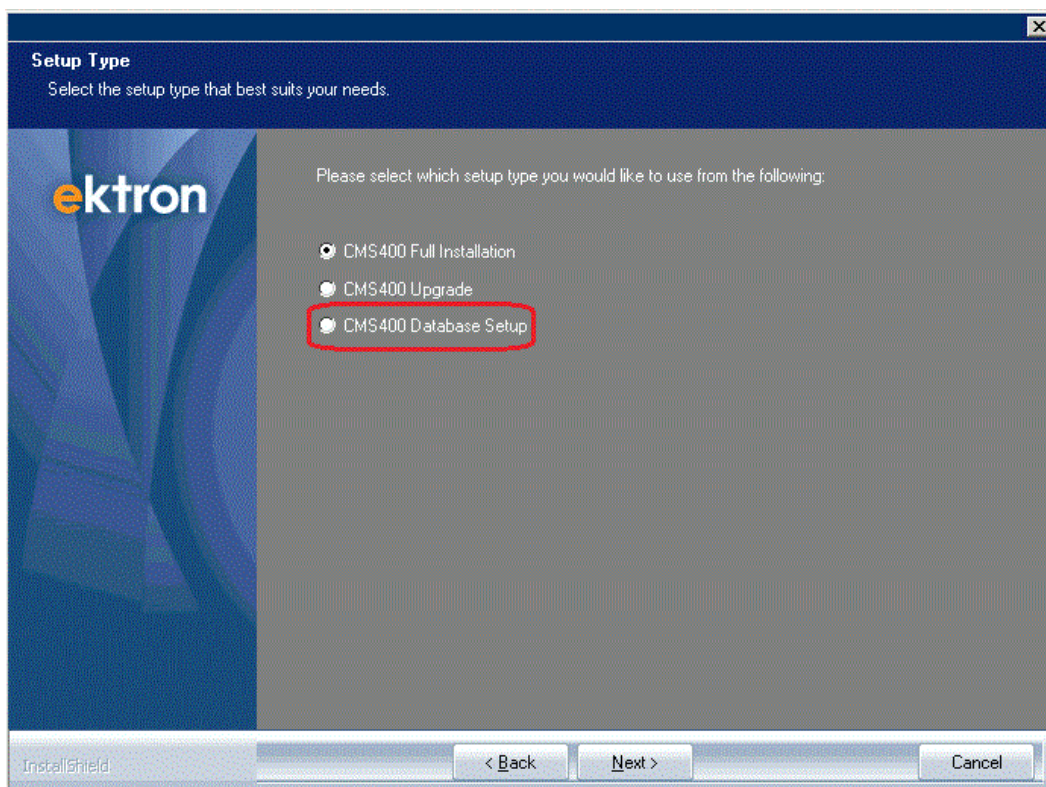 Setup Type
Select the setup type that best suits your needs.
ektron
Please select which setup type you would like to use from the following:
CMS400 Full Installation
CMS400 Upgrade
CMS400 Database Setup
InstallShield
< Back
Next >
Cancel